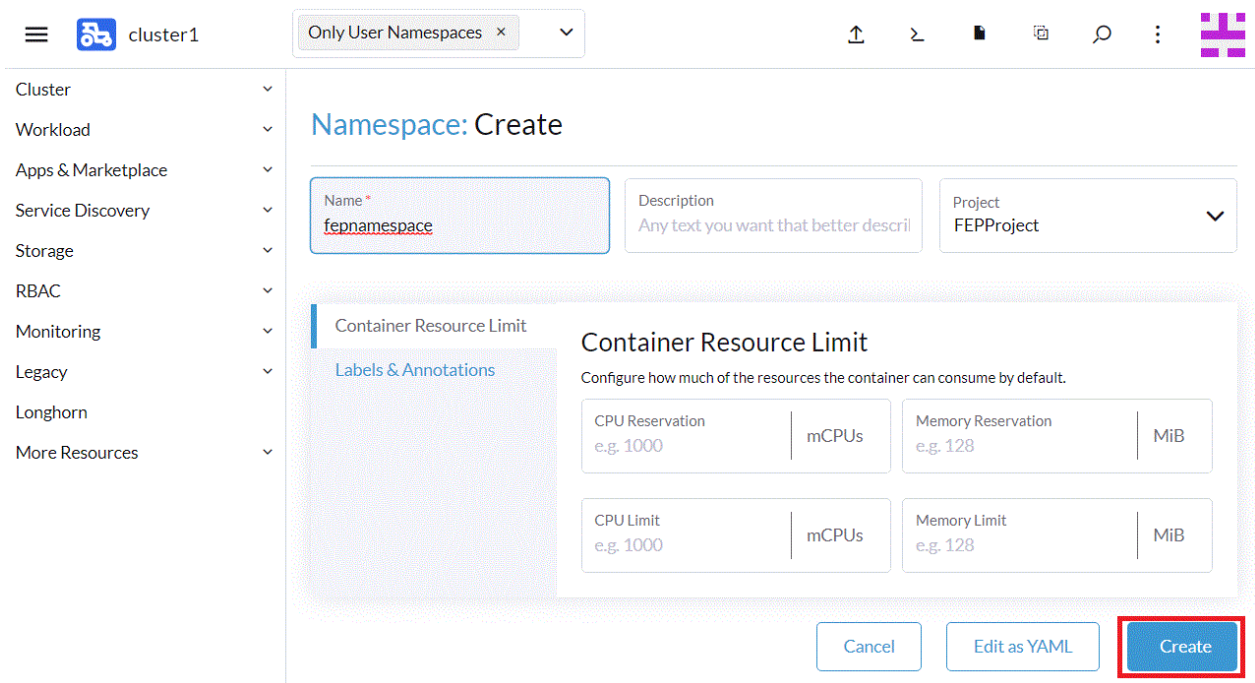 cluster1
Only User Namespaces ×
Cluster
Workload
Apps & Marketplace
Service Discovery
Storage
RBAC
Monitoring
Legacy
Longhorn
More Resources
Namespace: Create
Name *
fepnamespace
Description
Any text you want that better descril
Project
FEPProject
Container Resource Limit
Labels & Annotations
Container Resource Limit
Configure how much of the resources the container can consume by default.
CPU Reservation
e.g. 1000
mCPUs
Memory Reservation
e.g. 128
MiB
CPU Limit
e.g. 1000
mCPUs
Memory Limit
e.g. 128
MiB
Cancel
Edit as YAML
Create